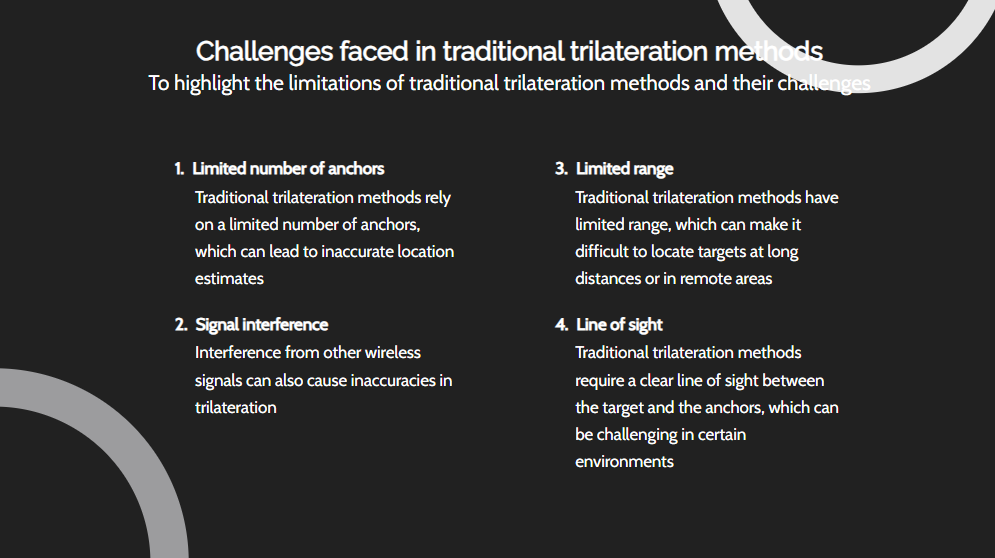 Challenges faced in traditional trilateration methods
To highlight the limitations of traditional trilateration methods and their challenges
1. Limited number of anchors
Traditional trilateration methods rely
on a limited number of anchors,
which can lead to inaccurate location
estimates
2. Signal interference
Interference from other wireless
signals can also cause inaccuracies in
trilateration
3. Limited range
Traditional trilateration methods have
limited range, which can make it
difficult to locate targets at long
distances or in remote areas
4. Line of sight
Traditional trilateration methods
require a clear line of sight between
the target and the anchors, which can
be challenging in certain
environments